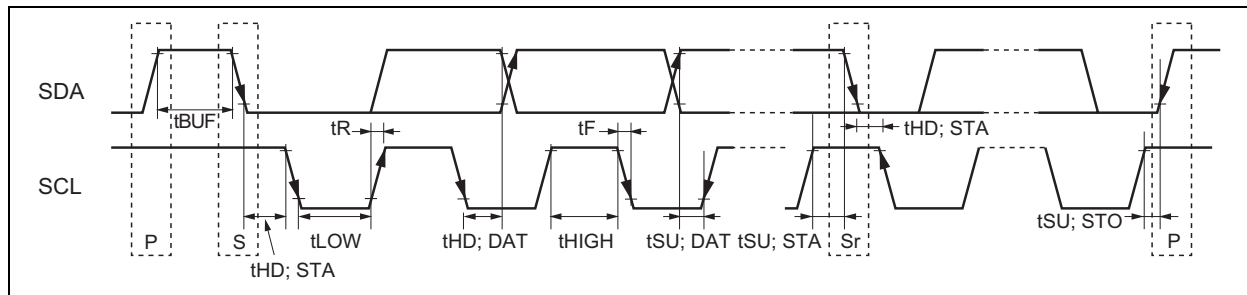 SDA
tBUF
tR
tF
tHD; STA
SCL
P
S
tLOW
tHD; DAT
tHIGH
tSU; DAT
tSU; STA
Sr
tSU; STO
P
tHD; STA